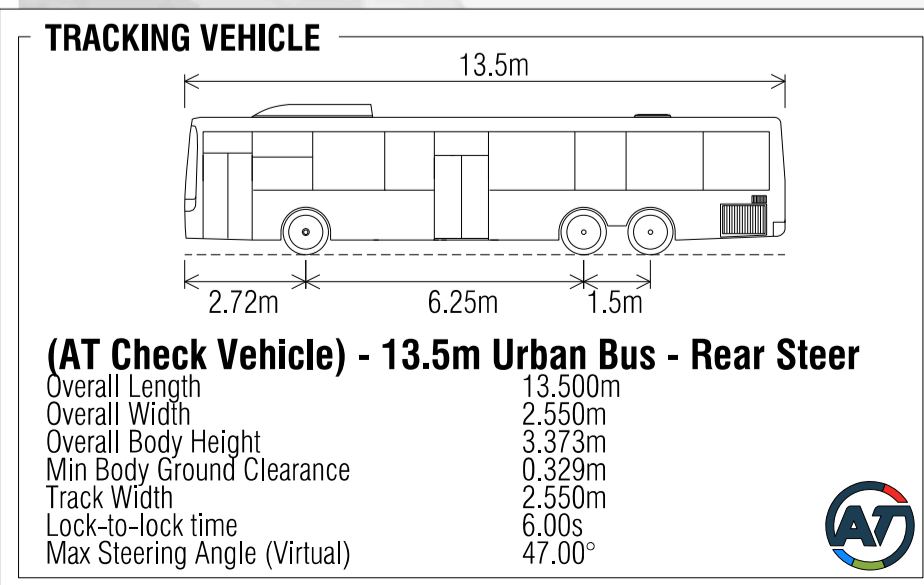 TRACKING VEHICLE
13.5m
2.72m 6.25m 1.5m
(AT Check Vehicle) - 13.5m Urban Bus - Rear Steer
Overall Length 13.500m
Overall Width 2.550m
Overall Body Height 3.373m
Min Body Ground Clearance 0.329m
Track Width 2.550m
Lock-to-lock time 6.00s
Max Steering Angle (Virtual) 47.00°
AT